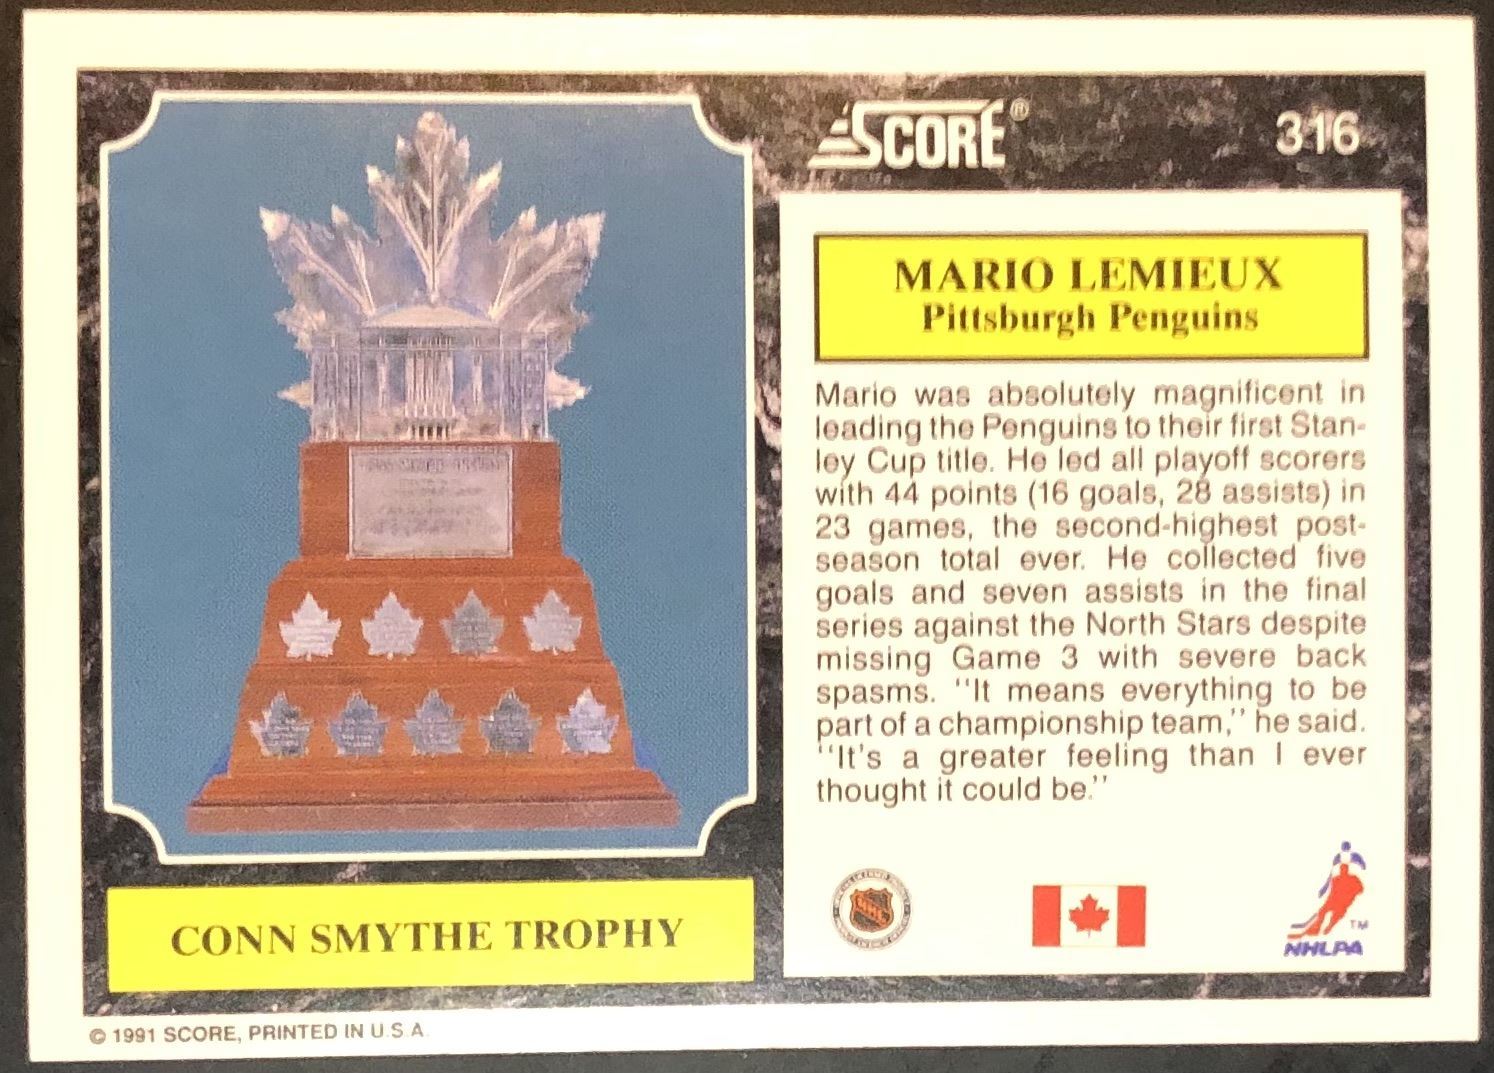 SCORE®
316
MARIO LEMIEUX
Pittsburgh Penguins
Mario was absolutely magnificent in
leading the Penguins to their first Stan-
ley Cup title. He led all playoff scorers
with 44 points (16 goals, 28 assists) in
23 games, the second-highest post-
season total ever. He collected five
goals and seven assists in the final
series against the North Stars despite
missing Game 3 with severe back
spasms. "It means everything to be
part of a championship team," he said.
"It's a greater feeling than I ever
thought it could be."
NHL
TM
NHLPA
CONN SMYTHE TROPHY
© 1991 SCORE, PRINTED IN U.S.A.